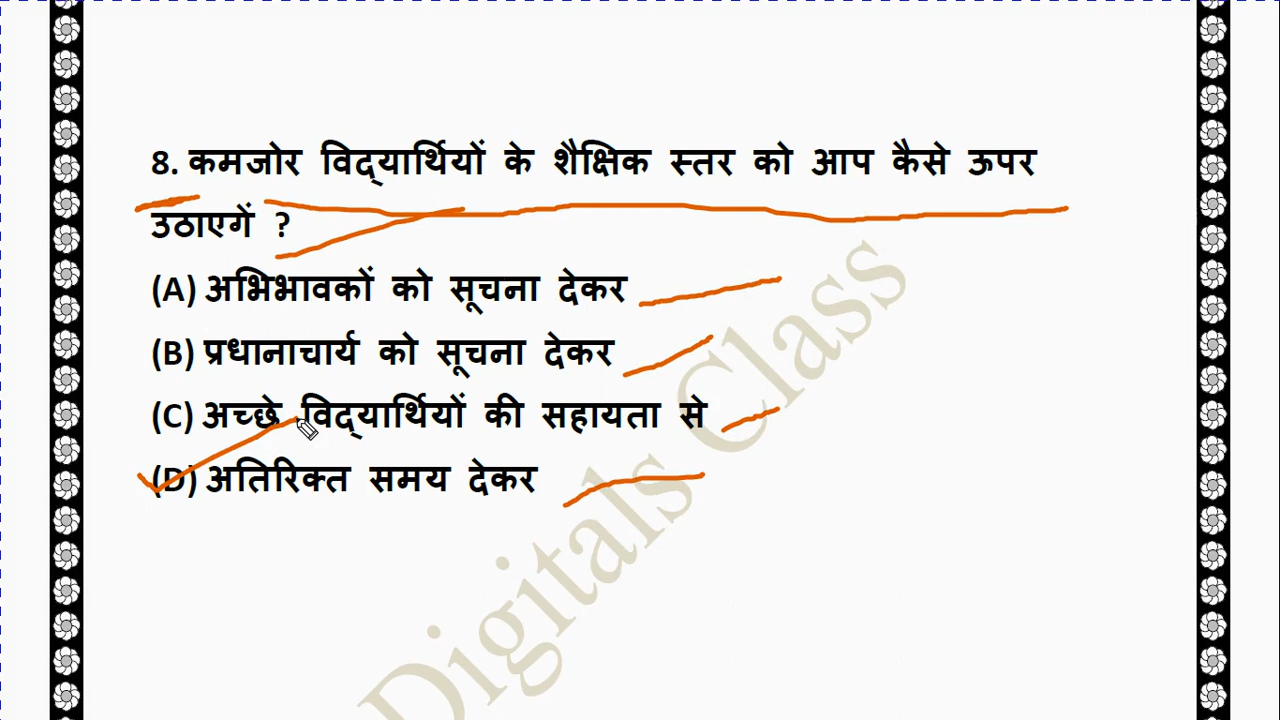 8. कमजोर विद्यार्थियों के शैक्षिक स्तर को आप कैसे ऊपर
उठाएगें ?
(A) अभिभावकों को सूचना देकर
(B) प्रधानाचार्य को सूचना देकर
(C) अच्छे विद्यार्थियों की सहायता से
(D) अतिरिक्त समय देकर
Digitals Class